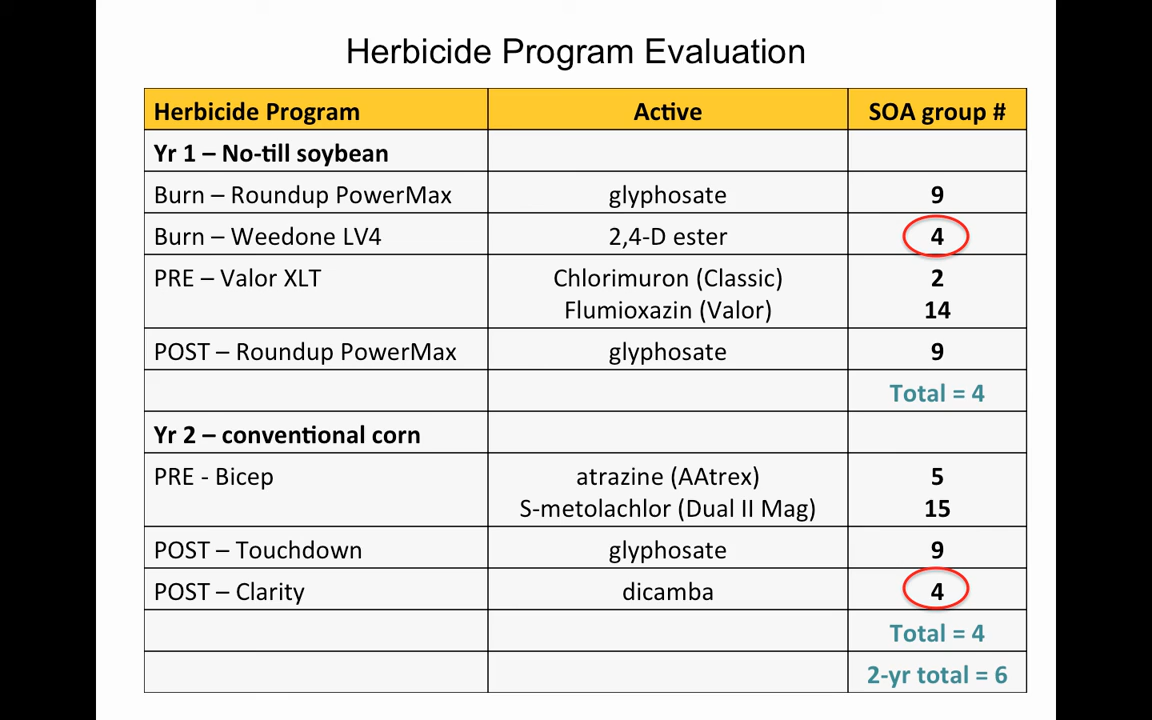 Herbicide Program Evaluation
Herbicide Program Active SOA group #
Yr 1 – No-till soybean
Burn – Roundup PowerMax glyphosate 9
Burn – Weedone LV4 2,4-D ester 4
PRE – Valor XLT Chlorimuron (Classic) 2
Flumioxazin (Valor) 14
POST – Roundup PowerMax glyphosate 9
Total = 4
Yr 2 – conventional corn
PRE - Bicep atrazine (AAtrex) 5
S-metolachlor (Dual II Mag) 15
POST – Touchdown glyphosate 9
POST – Clarity dicamba 4
Total = 4
2-yr total = 6